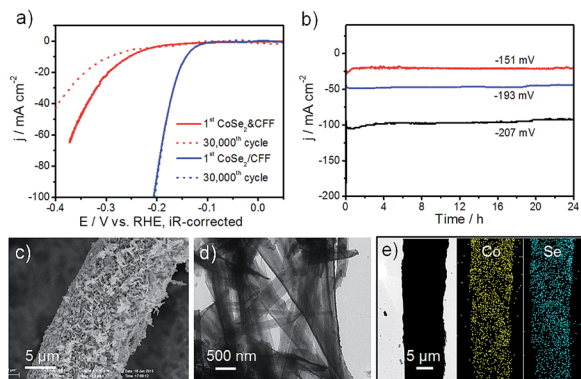 a)
0
-20
-40
-60
-80
-100
j / mA cm⁻²
1ˢᵗ CoSe₂&CFF
30,000ᵗʰ cycle
1ˢᵗ CoSe₂/CFF
30,000ᵗʰ cycle
-0.4 -0.3 -0.2 -0.1 0.0
E / V vs. RHE, iR-corrected
b)
0
-50
-100
-150
-200
j / mA cm⁻²
-151 mV
-193 mV
-207 mV
0 4 8 12 16 20 24
Time / h
c)
5 µm
d)
500 nm
e)
Co
Se
5 µm